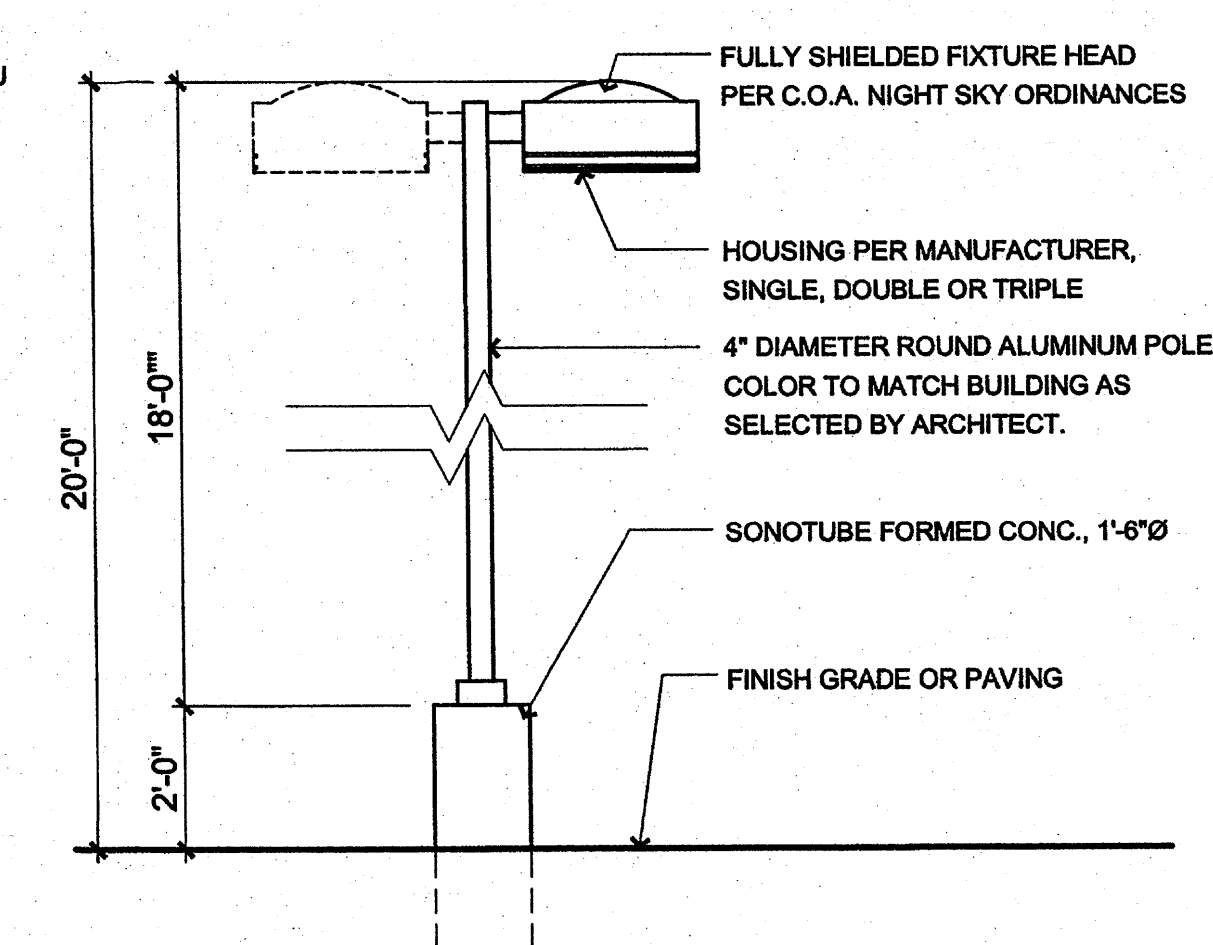 FULLY SHIELDED FIXTURE HEAD
PER C.O.A. NIGHT SKY ORDINANCES
HOUSING PER MANUFACTURER,
SINGLE, DOUBLE OR TRIPLE
4" DIAMETER ROUND ALUMINUM POLE
COLOR TO MATCH BUILDING AS
SELECTED BY ARCHITECT.
SONOTUBE FORMED CONC., 1'-6"Ø
FINISH GRADE OR PAVING
20'-0"
18'-0""
2'-0"